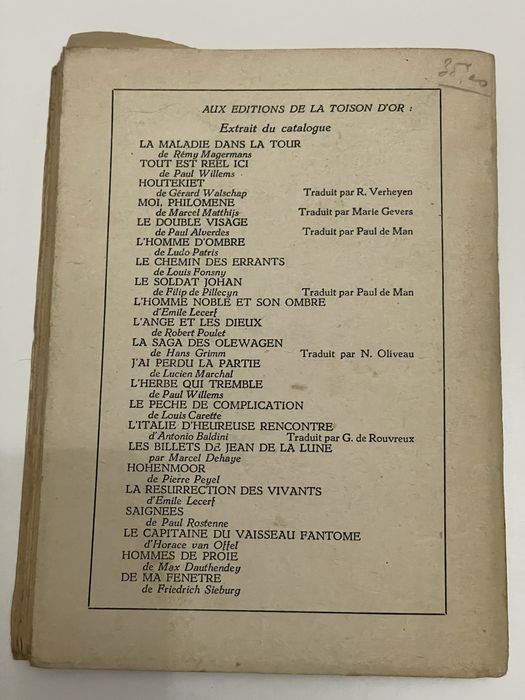 35,00
AUX EDITIONS DE LA TOISON D'OR :
Extrait du catalogue
LA MALADIE DANS LA TOUR
de Rémy Magermans
TOUT EST REEL ICI
de Paul Willems
HOUTEKIET
de Gérard Walschap Traduit par R. Verheyen
MOI, PHILOMENE
de Marcel Matthijs Traduit par Marie Gevers
LE DOUBLE VISAGE
de Paul Alverdes Traduit par Paul de Man
L'HOMME D'OMBRE
de Ludo Patris
LE CHEMIN DES ERRANTS
de Louis Fonsny
LE SOLDAT JOHAN
de Filip de Pillecyn Traduit par Paul de Man
L'HOMME NOBLE ET SON OMBRE
d'Emile Lecerf
L'ANGE ET LES DIEUX
de Robert Poulet
LA SAGA DES OLEWAGEN
de Hans Grimm Traduit par N. Oliveau
J'AI PERDU LA PARTIE
de Lucien Marchal
L'HERBE QUI TREMBLE
de Paul Willems
LE PECHE DE COMPLICATION
de Louis Carette
L'ITALIE D'HEUREUSE RENCONTRE
d'Antonio Baldini Traduit par G. de Rouvreux
LES BILLETS DE JEAN DE LA LUNE
par Marcel Dehaye
HOHENMOOR
de Pierre Peyel
LA RESURRECTION DES VIVANTS
d'Emile Lecerf
SAIGNEES
de Paul Rostenne
LE CAPITAINE DU VAISSEAU FANTOME
d'Horace van Offel
HOMMES DE PROIE
de Max Dauthendey
DE MA FENETRE
de Friedrich Sieburg